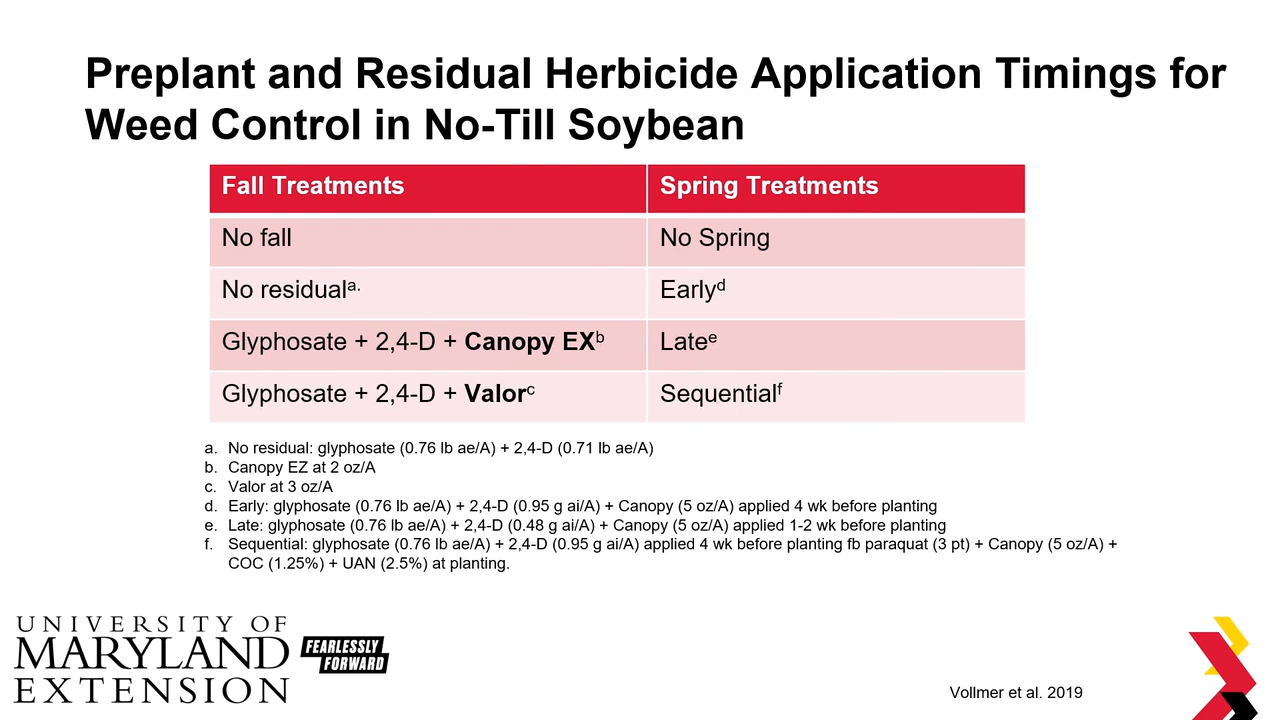 Preplant and Residual Herbicide Application Timings for
Weed Control in No-Till Soybean
Fall Treatments Spring Treatments
No fall No Spring
No residualᵃ· Earlyᵈ
Glyphosate + 2,4-D + Canopy EXᵇ Lateᵉ
Glyphosate + 2,4-D + Valorᶜ Sequentialᶠ
a. No residual: glyphosate (0.76 lb ae/A) + 2,4-D (0.71 lb ae/A)
b. Canopy EZ at 2 oz/A
c. Valor at 3 oz/A
d. Early: glyphosate (0.76 lb ae/A) + 2,4-D (0.95 g ai/A) + Canopy (5 oz/A) applied 4 wk before planting
e. Late: glyphosate (0.76 lb ae/A) + 2,4-D (0.48 g ai/A) + Canopy (5 oz/A) applied 1-2 wk before planting
f. Sequential: glyphosate (0.76 lb ae/A) + 2,4-D (0.95 g ai/A) applied 4 wk before planting fb paraquat (3 pt) + Canopy (5 oz/A) +
COC (1.25%) + UAN (2.5%) at planting.
UNIVERSITY OF
MARYLAND
EXTENSION
FEARLESSLY
FORWARD
Vollmer et al. 2019